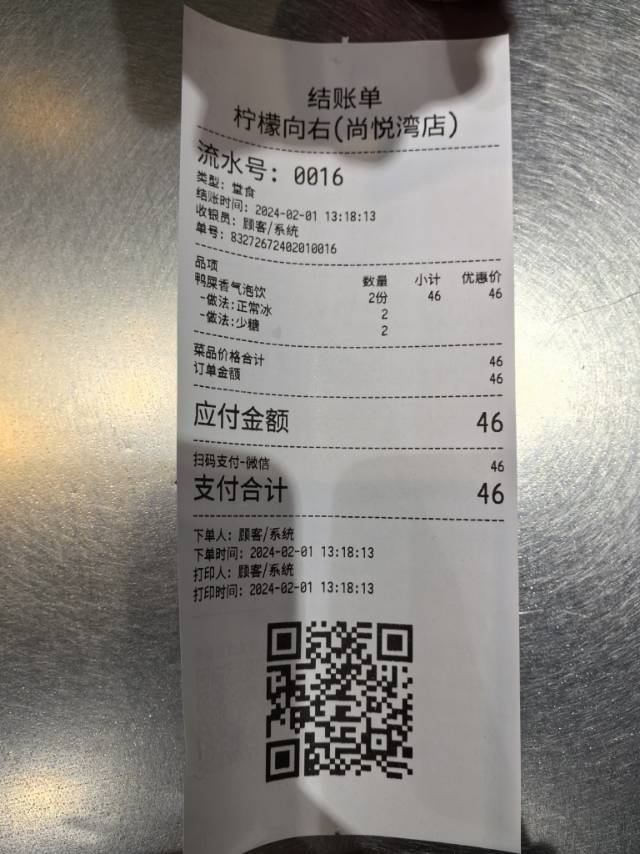 结账单
柠檬向右(尚悦湾店)
流水号: 0016
类型: 堂食
结账时间: 2024-02-01 13:18:13
收银员: 顾客/系统
单号: 83272672402010016
品项 数量 小计 优惠价
鸭屎香气泡饮 2份 46 46
-做法:正常冰 2
-做法:少糖 2
菜品价格合计 46
订单金额 46
应付金额 46
扫码支付-微信 46
支付合计 46
下单人: 顾客/系统
下单时间: 2024-02-01 13:18:13
打印人: 顾客/系统
打印时间: 2024-02-01 13:18:13